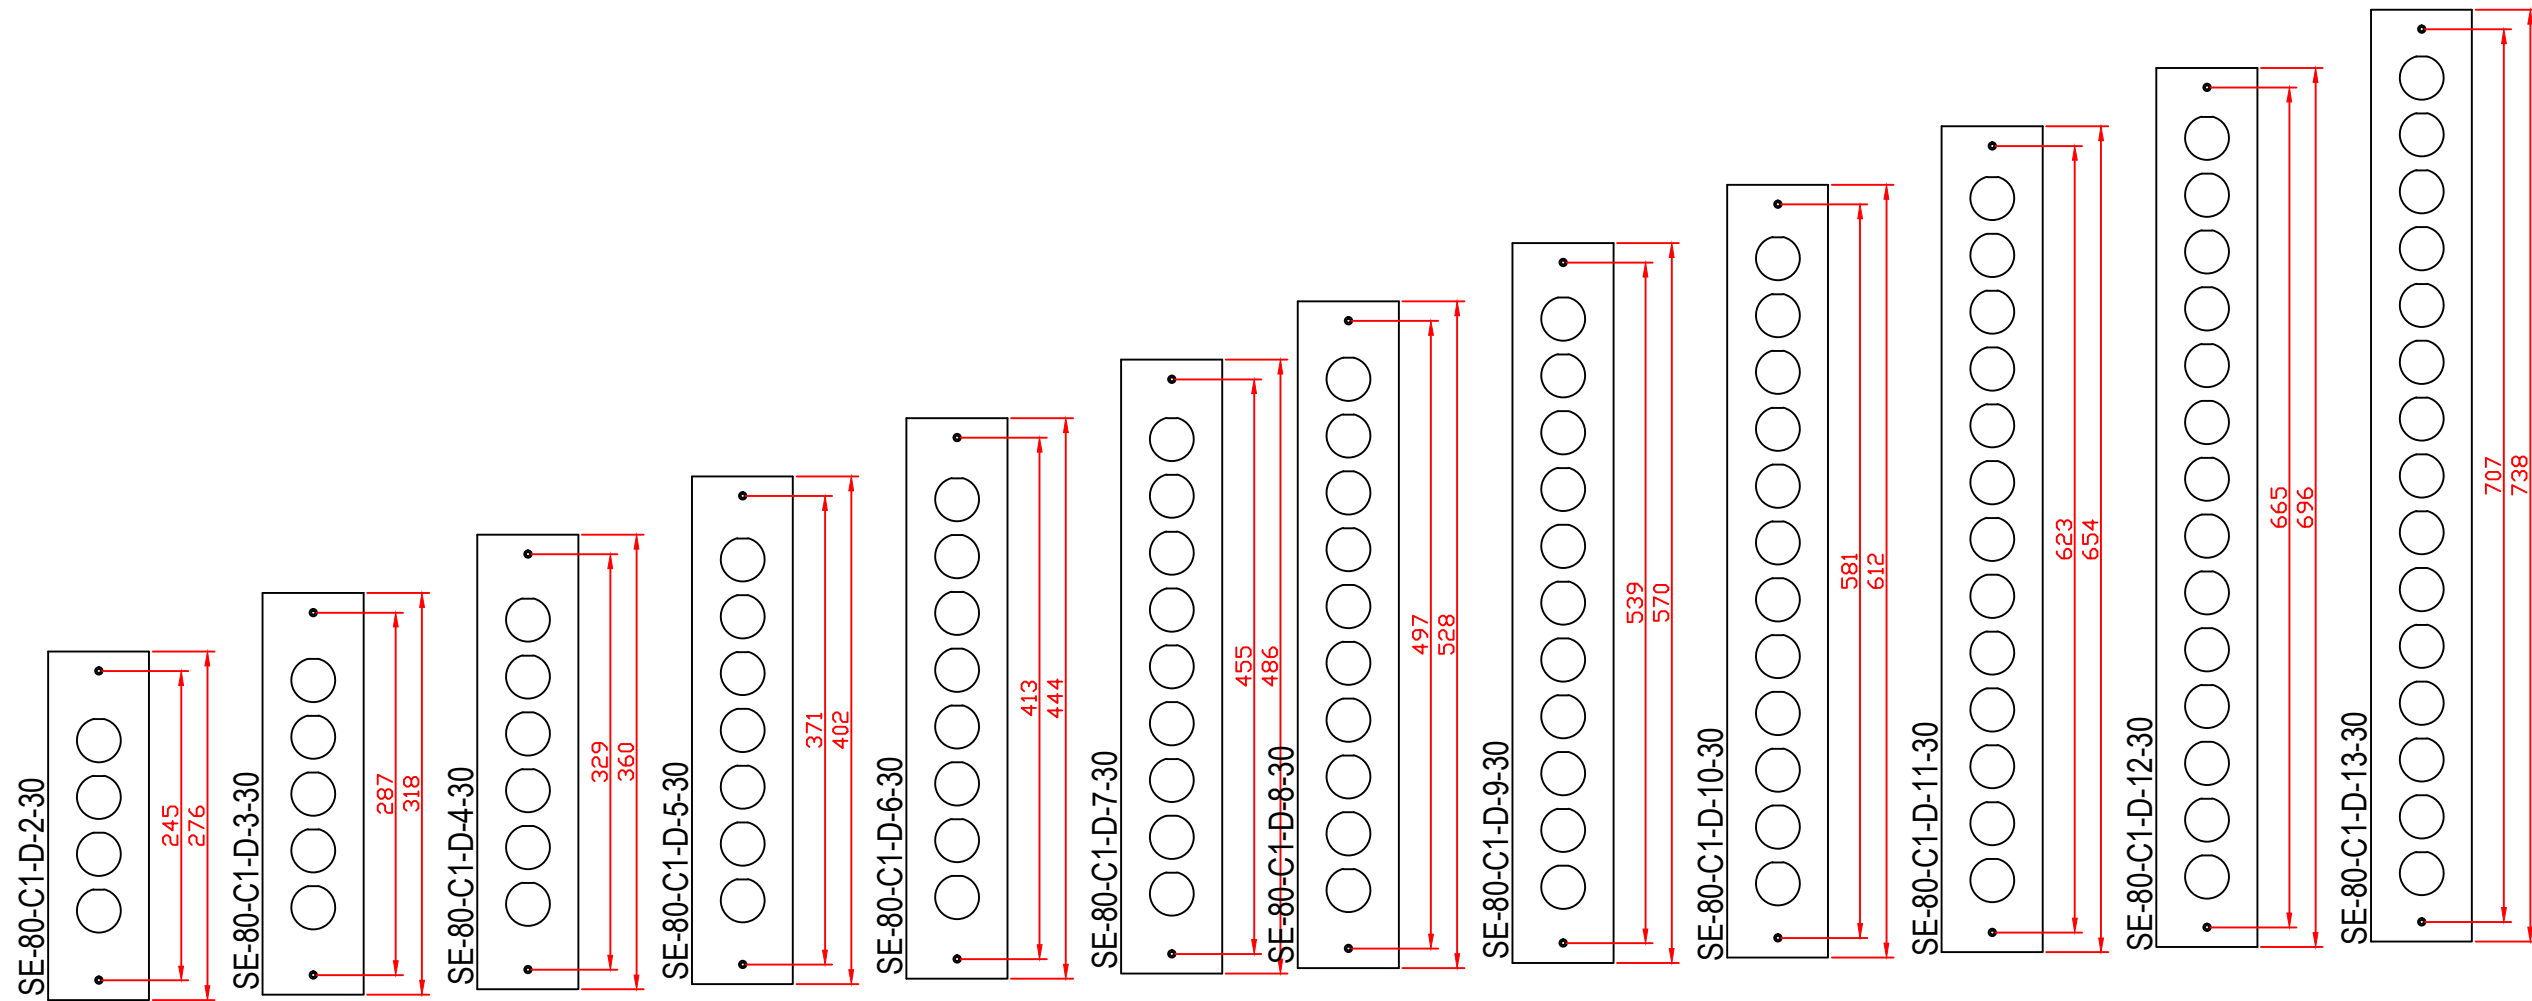 SE-80-C1-D-2-30
245
276
SE-80-C1-D-3-30
287
318
SE-80-C1-D-4-30
329
360
SE-80-C1-D-5-30
371
402
SE-80-C1-D-6-30
413
444
SE-80-C1-D-7-30
455
486
SE-80-C1-D-8-30
497
528
SE-80-C1-D-9-30
539
570
SE-80-C1-D-10-30
581
612
SE-80-C1-D-11-30
623
654
SE-80-C1-D-12-30
665
696
SE-80-C1-D-13-30
707
738